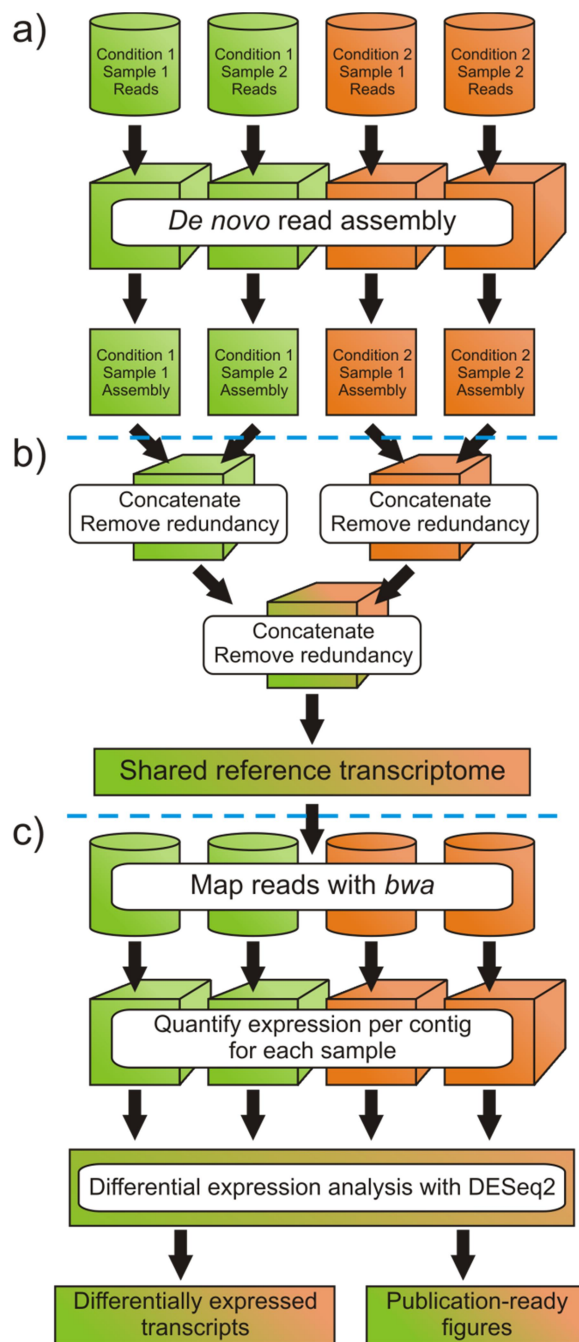 a)
Condition 1
Sample 1
Reads
Condition 1
Sample 2
Reads
Condition 2
Sample 1
Reads
Condition 2
Sample 2
Reads
De novo read assembly
Condition 1
Sample 1
Assembly
Condition 1
Sample 2
Assembly
Condition 2
Sample 1
Assembly
Condition 2
Sample 2
Assembly
b)
Concatenate
Remove redundancy
Concatenate
Remove redundancy
Concatenate
Remove redundancy
Shared reference transcriptome
c)
Map reads with bwa
Quantify expression per contig
for each sample
Differential expression analysis with DESeq2
Differentially expressed
transcripts
Publication-ready
figures